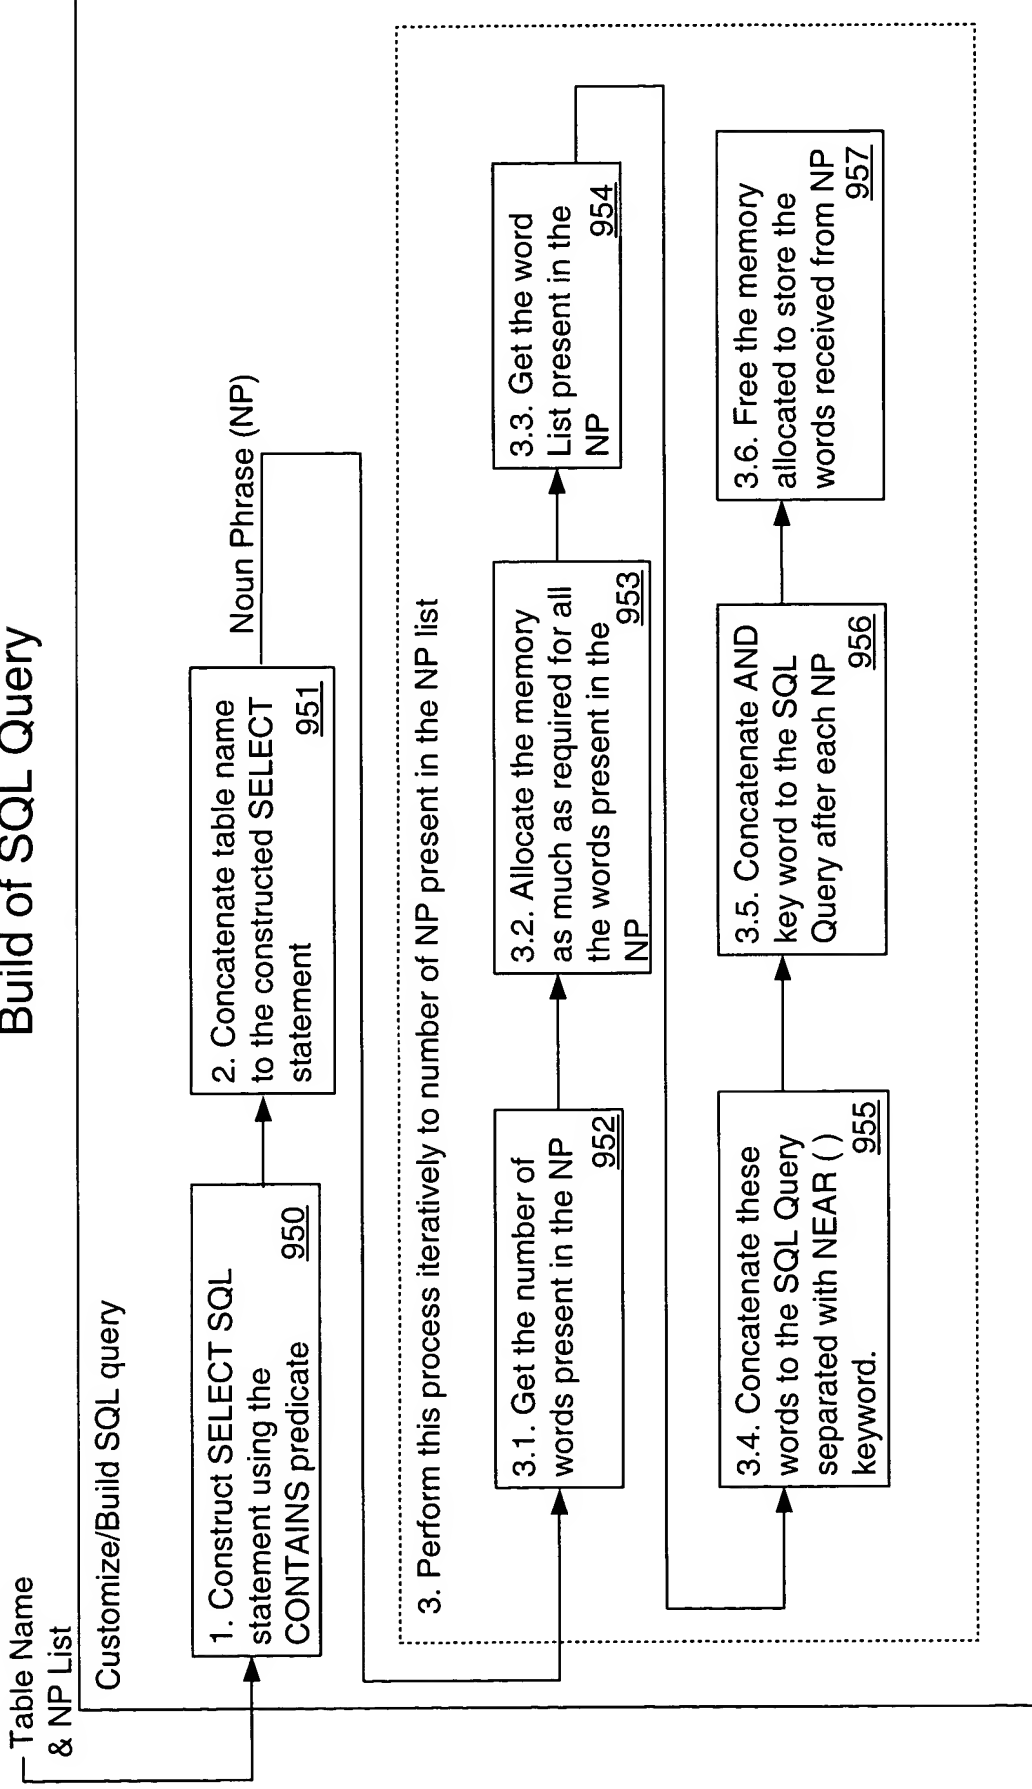 Build of SQL Query
Table Name
& NP List
Customize/Build SQL query
1. Construct SELECT SQL
statement using the
CONTAINS predicate
950
2. Concatenate table name
to the constructed SELECT
statement
951
Noun Phrase (NP)
3. Perform this process iteratively to number of NP present in the NP list
3.1. Get the number of
words present in the NP
952
3.2. Allocate the memory
as much as required for all
the words present in the
NP
953
3.3. Get the word
List present in the
NP
954
3.4. Concatenate these
words to the SQL Query
separated with NEAR ( )
keyword.
955
3.5. Concatenate AND
key word to the SQL
Query after each NP
956
3.6. Free the memory
allocated to store the
words received from NP
957